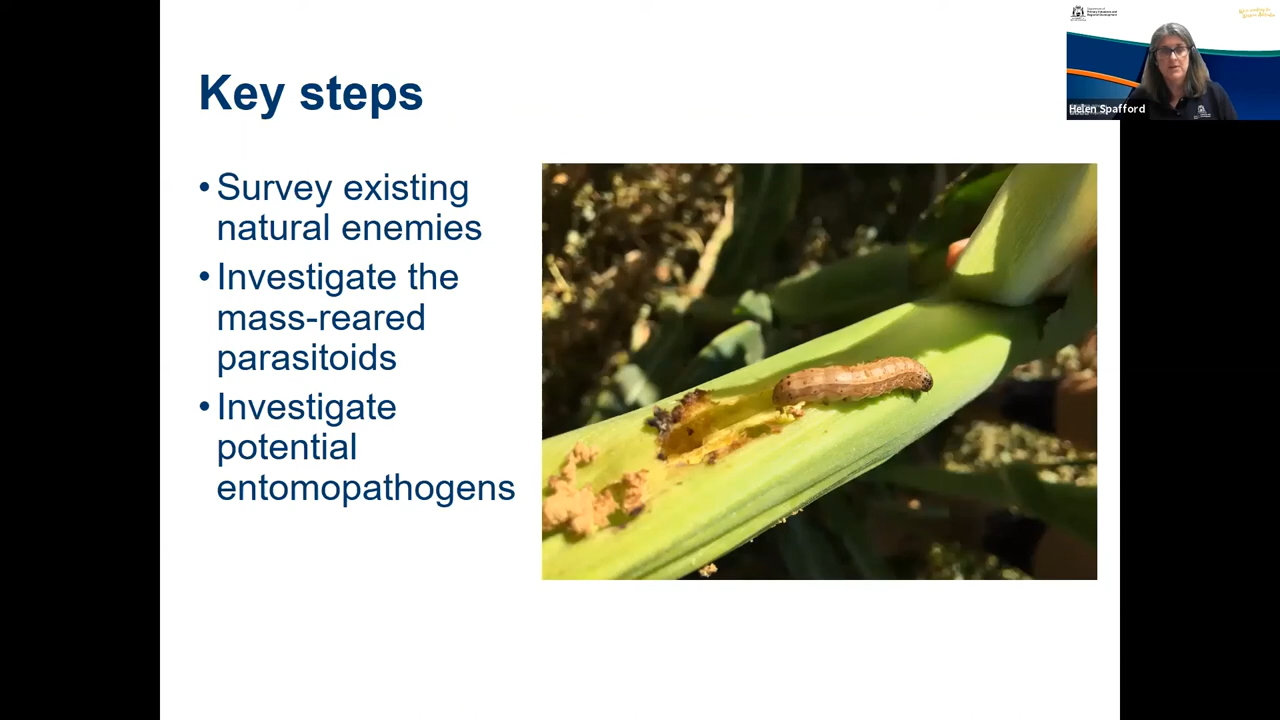 Key steps
• Survey existing
natural enemies
• Investigate the
mass-reared
parasitoids
• Investigate
potential
entomopathogens
Helen Spafford